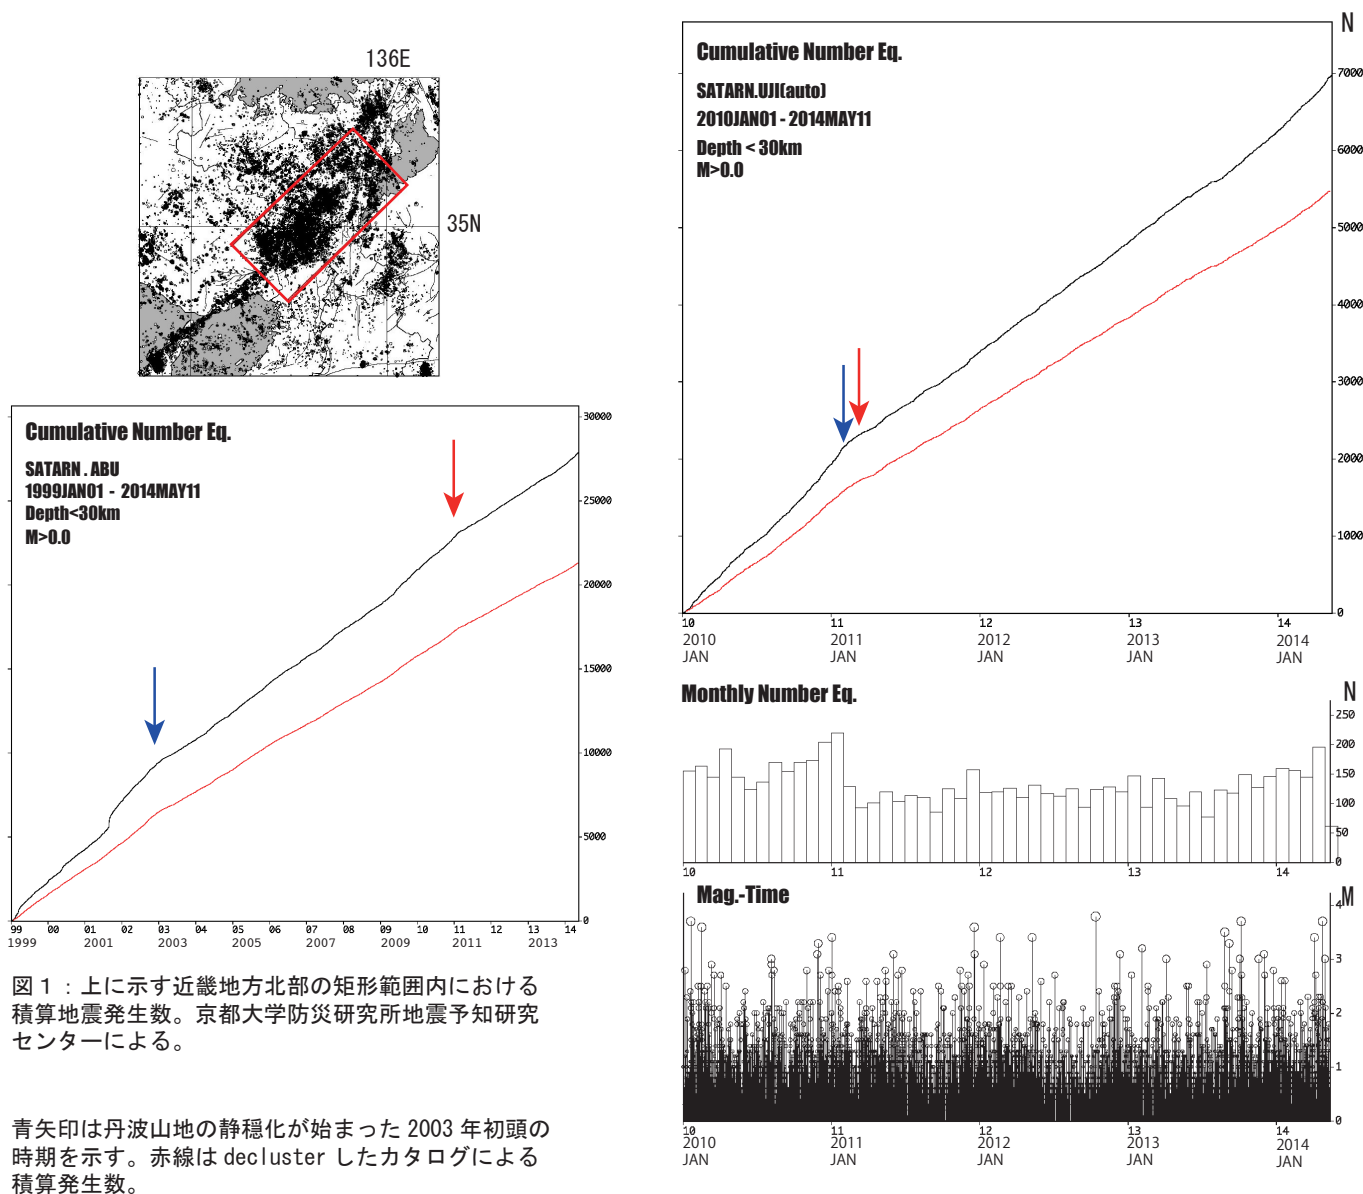 136E
35N
Cumulative Number Eq.
SATARN . ABU
1999JAN01 - 2014MAY11
Depth<30km
M>0.0
30000
25000
20000
15000
10000
5000
0
99 00 01 02 03 04 05 06 07 08 09 10 11 12 13 14
1999 2001 2003 2005 2007 2009 2011 2013
図1:上に示す近畿地方北部の矩形範囲内における
積算地震発生数。京都大学防災研究所地震予知研究
センターによる。
青矢印は丹波山地の静穏化が始まった 2003 年初頭の
時期を示す。赤線は decluster したカタログによる
積算発生数。
N
Cumulative Number Eq.
SATARN.UJI(auto)
2010JAN01 - 2014MAY11
Depth < 30km
M>0.0
7000
6000
5000
4000
3000
2000
1000
0
10 11 12 13 14
2010 2011 2012 2013 2014
JAN JAN JAN JAN JAN
Monthly Number Eq.
N
250
200
150
100
50
0
10 11 12 13 14
Mag.-Time
M
4
3
2
1
0
10 11 12 13 14
2010 2011 2012 2013 2014
JAN JAN JAN JAN JAN